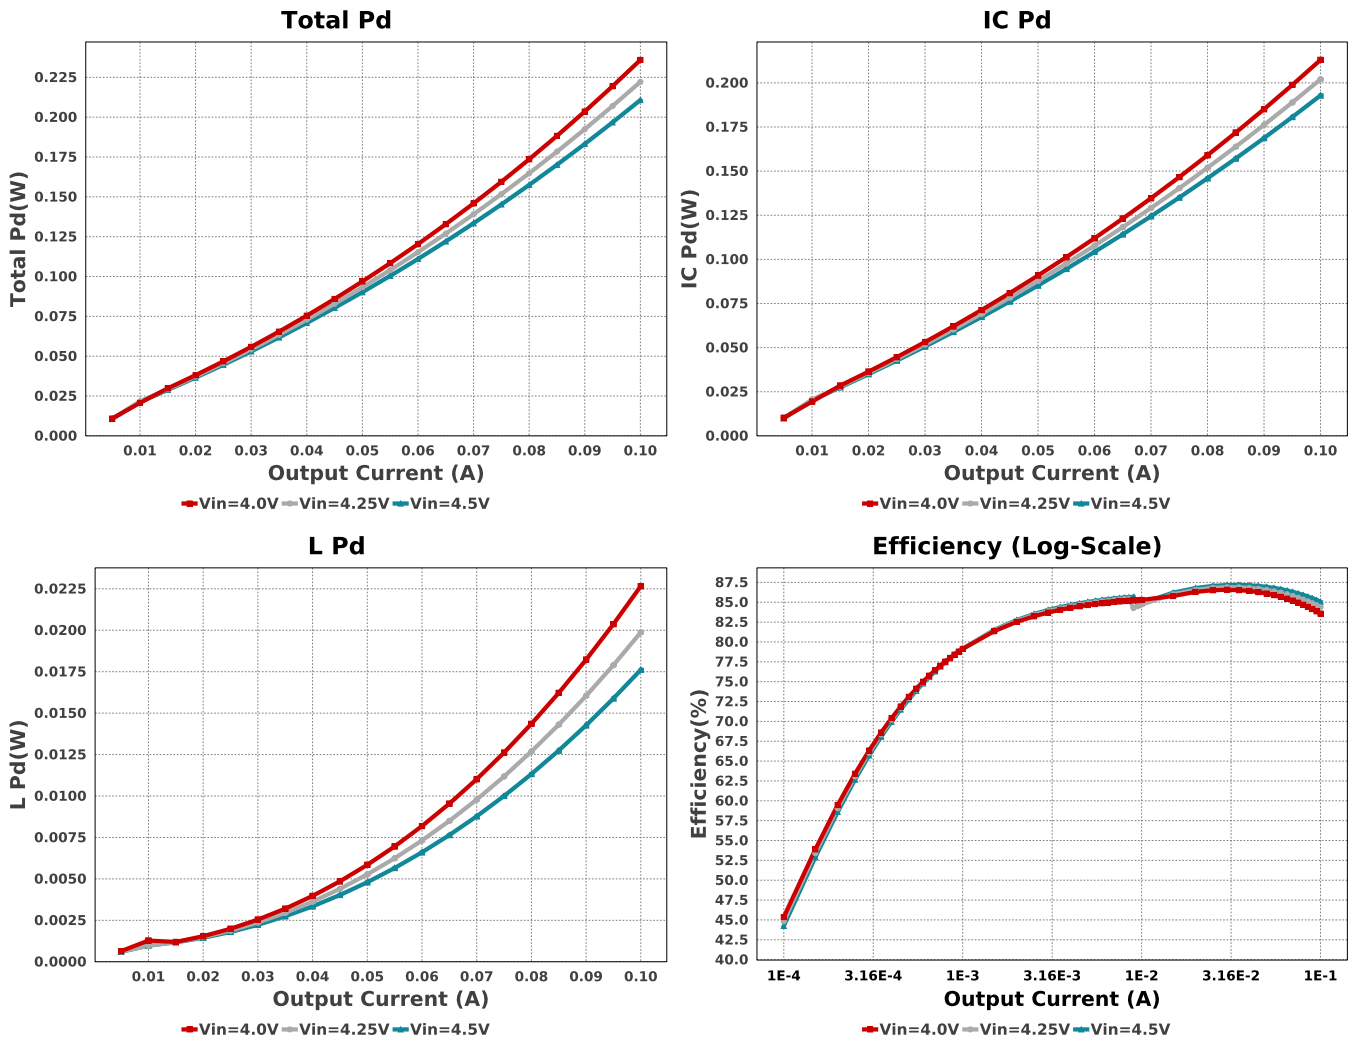 Total Pd
0.225
0.200
0.175
0.150
0.125
0.100
0.075
0.050
0.025
0.000
Total Pd(W)
0.01 0.02 0.03 0.04 0.05 0.06 0.07 0.08 0.09 0.10
Output Current (A)
Vin=4.0V Vin=4.25V Vin=4.5V
IC Pd
0.200
0.175
0.150
0.125
0.100
0.075
0.050
0.025
0.000
IC Pd(W)
0.01 0.02 0.03 0.04 0.05 0.06 0.07 0.08 0.09 0.10
Output Current (A)
Vin=4.0V Vin=4.25V Vin=4.5V
L Pd
0.0225
0.0200
0.0175
0.0150
0.0125
0.0100
0.0075
0.0050
0.0025
0.0000
L Pd(W)
0.01 0.02 0.03 0.04 0.05 0.06 0.07 0.08 0.09 0.10
Output Current (A)
Vin=4.0V Vin=4.25V Vin=4.5V
Efficiency (Log-Scale)
87.5
85.0
82.5
80.0
77.5
75.0
72.5
70.0
67.5
65.0
62.5
60.0
57.5
55.0
52.5
50.0
47.5
45.0
42.5
40.0
Efficiency(%)
1E-4 3.16E-4 1E-3 3.16E-3 1E-2 3.16E-2 1E-1
Output Current (A)
Vin=4.0V Vin=4.25V Vin=4.5V